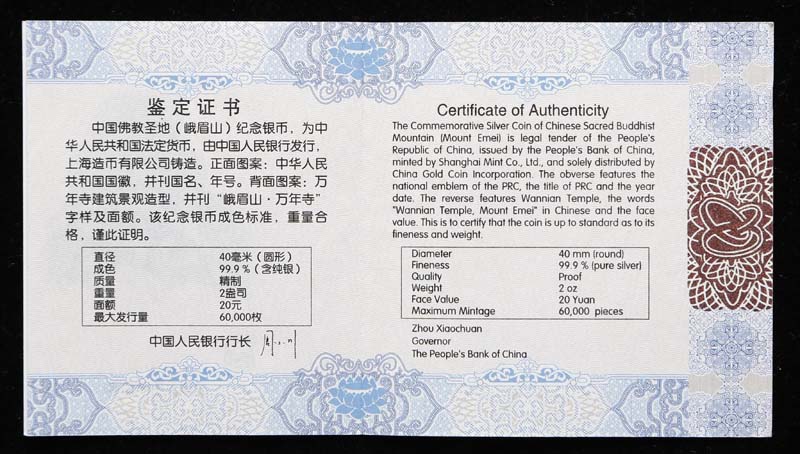 鉴定证书
中国佛教圣地（峨眉山）纪念银币，为中
华人民共和国法定货币，由中国人民银行发行，
上海造币有限公司铸造。正面图案：中华人民
共和国国徽，并刊国名、年号。背面图案：万
年寺建筑景观造型，并刊“峨眉山·万年寺”
字样及面额。该纪念银币成色标准，重量合
格，谨此证明。
直径 40毫米（圆形）
成色 99.9％（含纯银）
质量 精制
重量 2盎司
面额 20元
最大发行量 60,000枚
中国人民银行行长
Certificate of Authenticity
The Commemorative Silver Coin of Chinese Sacred Buddhist
Mountain (Mount Emei) is legal tender of the People's
Republic of China, issued by the People's Bank of China,
minted by Shanghai Mint Co., Ltd., and solely distributed by
China Gold Coin Incorporation. The obverse features the
national emblem of the PRC, the title of PRC and the year
date. The reverse features Wannian Temple, the words
"Wannian Temple, Mount Emei" in Chinese and the face
value. This is to certify that the coin is up to standard as to its
fineness and weight.
Diameter 40 mm (round)
Fineness 99.9 % (pure silver)
Quality Proof
Weight 2 oz
Face Value 20 Yuan
Maximum Mintage 60,000 pieces
Zhou Xiaochuan
Governor
The People's Bank of China